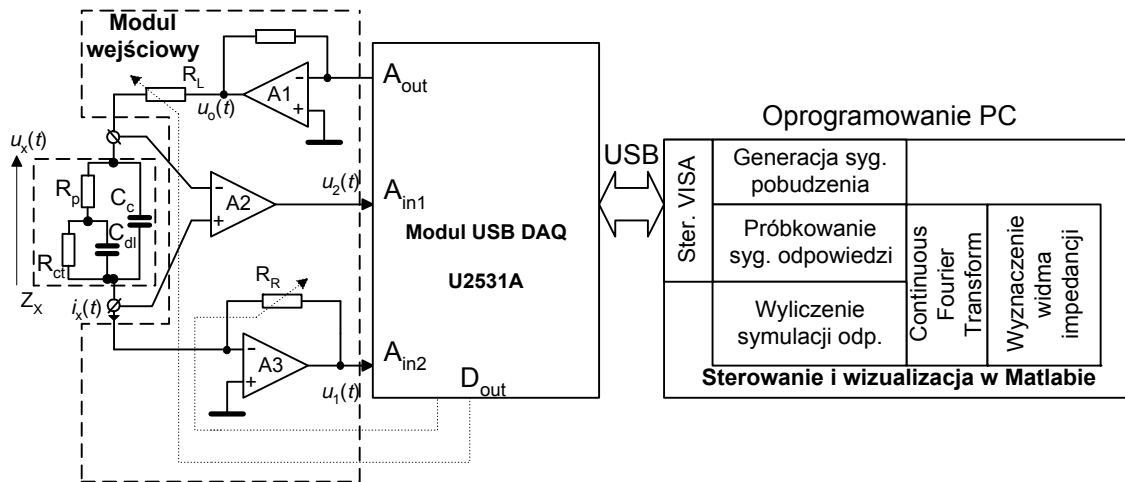 Moduł
wejściowy
R_L
A1
u_o(t)
A_out
u_x(t)
R_p
C_c
C_dl
R_ct
Z_X
i_x(t)
A2
u_2(t)
A_in1
R_R
A3
u_1(t)
A_in2
D_out
Moduł USB DAQ
U2531A
USB
Oprogramowanie PC
Ster. VISA
Generacja syg.
pobudzenia
Próbkowanie
syg. odpowiedzi
Wyliczenie
symulacji odp.
Continuous
Fourier
Transform
Wyznaczenie
widma
impedancji
Sterowanie i wizualizacja w Matlabie